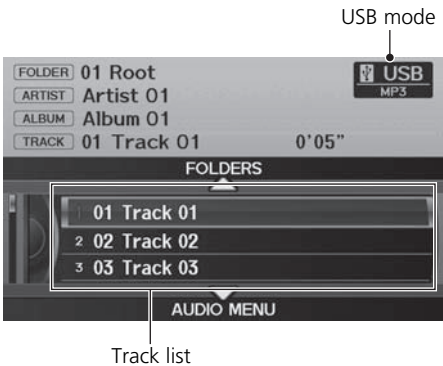 USB mode
FOLDER 01 Root
USB
MP3
ARTIST Artist 01
ALBUM Album 01
TRACK 01 Track 01 0'05"
FOLDERS
1 01 Track 01
2 02 Track 02
3 03 Track 03
AUDIO MENU
Track list